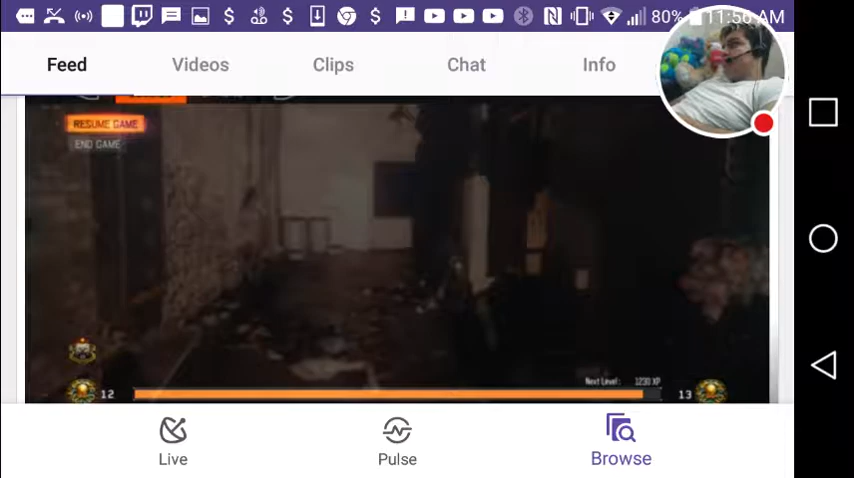 80% 11:56 AM
Feed Videos Clips Chat Info
RESUME GAME
END GAME
Next Level: 1230 XP
12 13
Live Pulse Browse